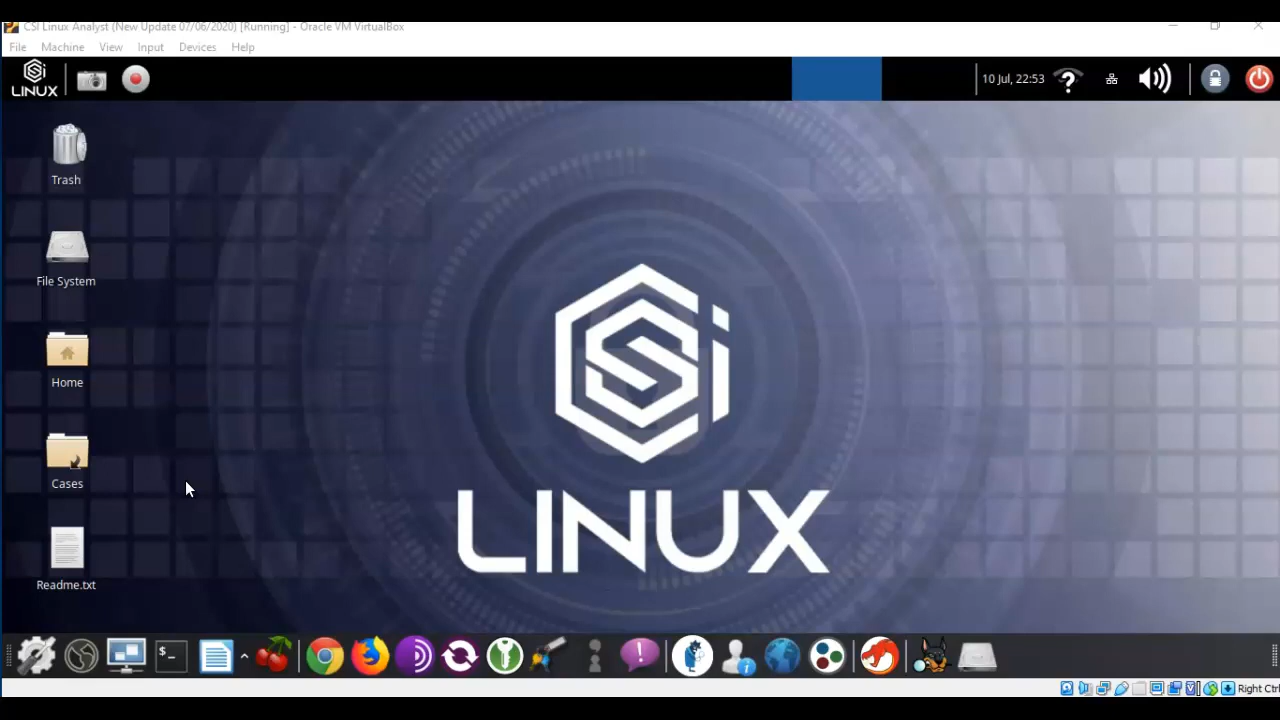 CSI Linux Analyst (New Update 07/06/2020) [Running] - Oracle VM VirtualBox
File Machine View Input Devices Help
LINUX
10 Jul, 22:53
Trash
File System
Home
Cases
Readme.txt
CSi
LINUX
Right Ctrl